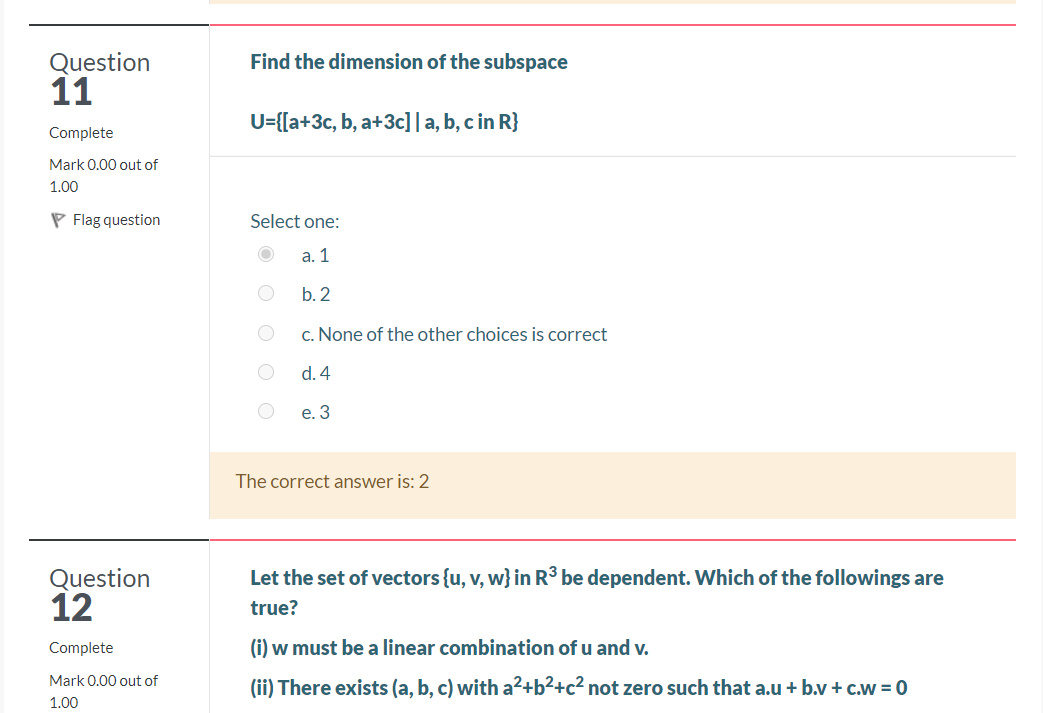 Question
11
Complete
Mark 0.00 out of
1.00
Flag question
Find the dimension of the subspace
U={[a+3c, b, a+3c] | a, b, c in R}
Select one:
a. 1
b. 2
c. None of the other choices is correct
d. 4
e. 3
The correct answer is: 2
Question
12
Complete
Mark 0.00 out of
1.00
Let the set of vectors {u, v, w} in R³ be dependent. Which of the followings are
true?
(i) w must be a linear combination of u and v.
(ii) There exists (a, b, c) with a²+b²+c² not zero such that a.u + b.v + c.w = 0